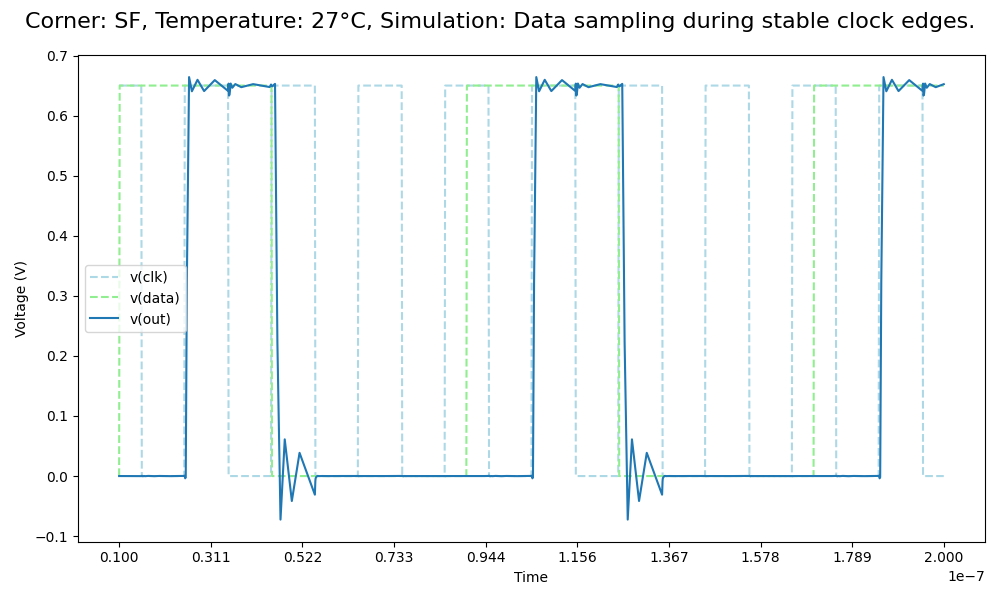 Corner: SF, Temperature: 27°C, Simulation: Data sampling during stable clock edges.
0.7
0.6
0.5
0.4
0.3
0.2
0.1
0.0
−0.1
Voltage (V)
v(clk)
v(data)
v(out)
0.100 0.311 0.522 0.733 0.944 1.156 1.367 1.578 1.789 2.000
Time
1e−7